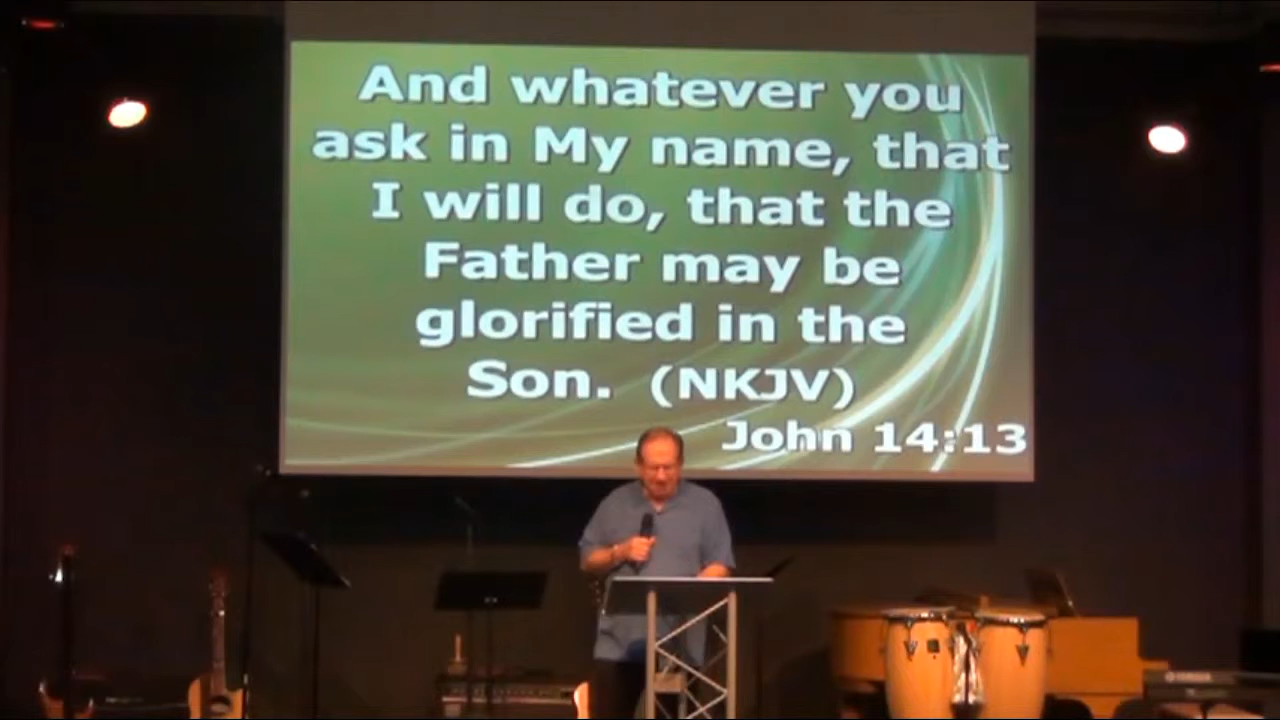 And whatever you
ask in My name, that
I will do, that the
Father may be
glorified in the
Son. (NKJV)
John 14:13